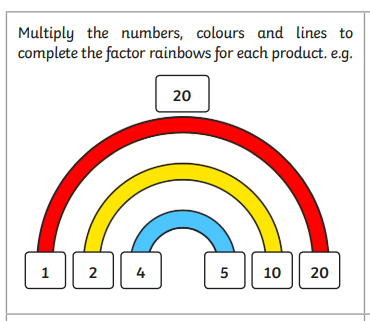 Multiply the numbers, colours and lines to
complete the factor rainbows for each product. e.g.
20
1 2 4 5 10 20